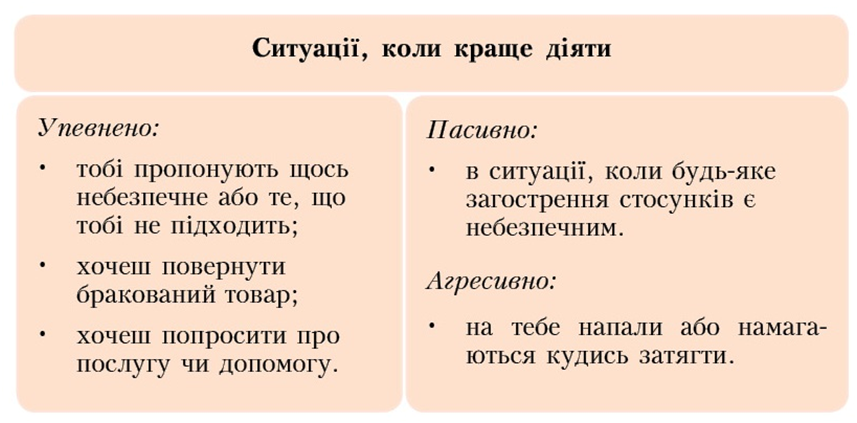 Ситуації, коли краще діяти
Упевнено:
• тобі пропонують щось
небезпечне або те, що
тобі не підходить;
• хочеш повернути
бракований товар;
• хочеш попросити про
послугу чи допомогу.
Пасивно:
• в ситуації, коли будь-яке
загострення стосунків є
небезпечним.
Агресивно:
• на тебе напали або намага-
ються кудись затягти.